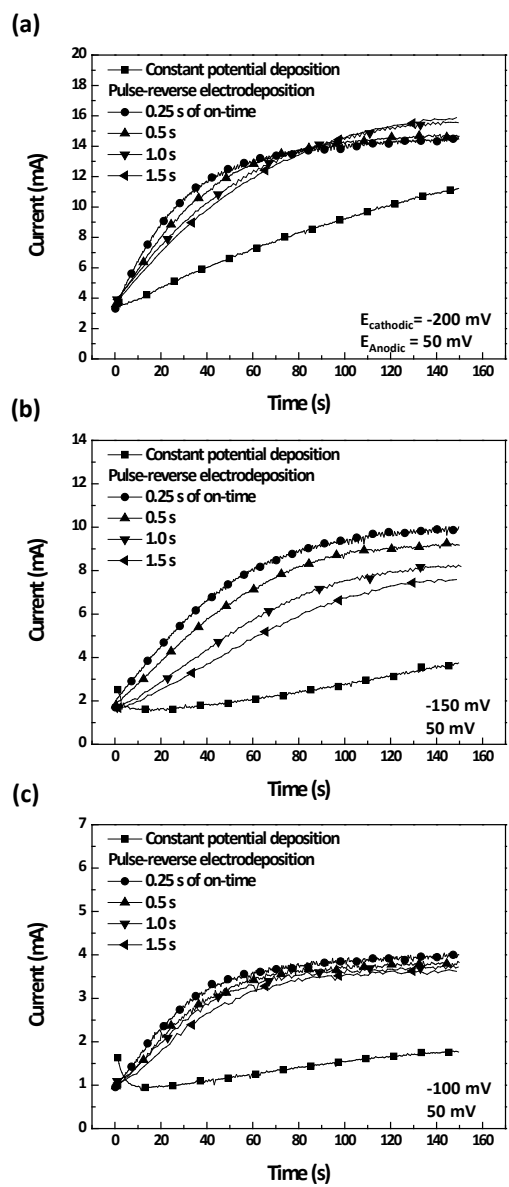 (a)
20
18
16
14
12
10
8
6
4
2
0
Current (mA)
Constant potential deposition
Pulse-reverse electrodeposition
0.25 s of on-time
0.5 s
1.0 s
1.5 s
E cathodic = -200 mV
E Anodic = 50 mV
0 20 40 60 80 100 120 140 160
Time (s)
(b)
14
12
10
8
6
4
2
0
Current (mA)
Constant potential deposition
Pulse-reverse electrodeposition
0.25 s of on-time
0.5 s
1.0 s
1.5 s
-150 mV
50 mV
0 20 40 60 80 100 120 140 160
Time (s)
(c)
7
6
5
4
3
2
1
0
Current (mA)
Constant potential deposition
Pulse-reverse electrodeposition
0.25 s of on-time
0.5 s
1.0 s
1.5 s
-100 mV
50 mV
0 20 40 60 80 100 120 140 160
Time (s)